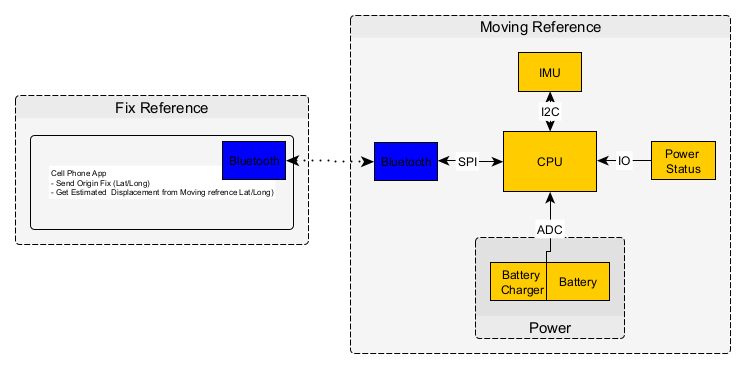 Moving Reference
IMU
I2C
Fix Reference
Bluetooth
Cell Phone App
- Send Origin Fix (Lat/Long)
- Get Estimated Displacement from Moving refrence Lat/Long)
Bluetooth
SPI
CPU
IO
Power
Status
ADC
Battery
Charger
Battery
Power